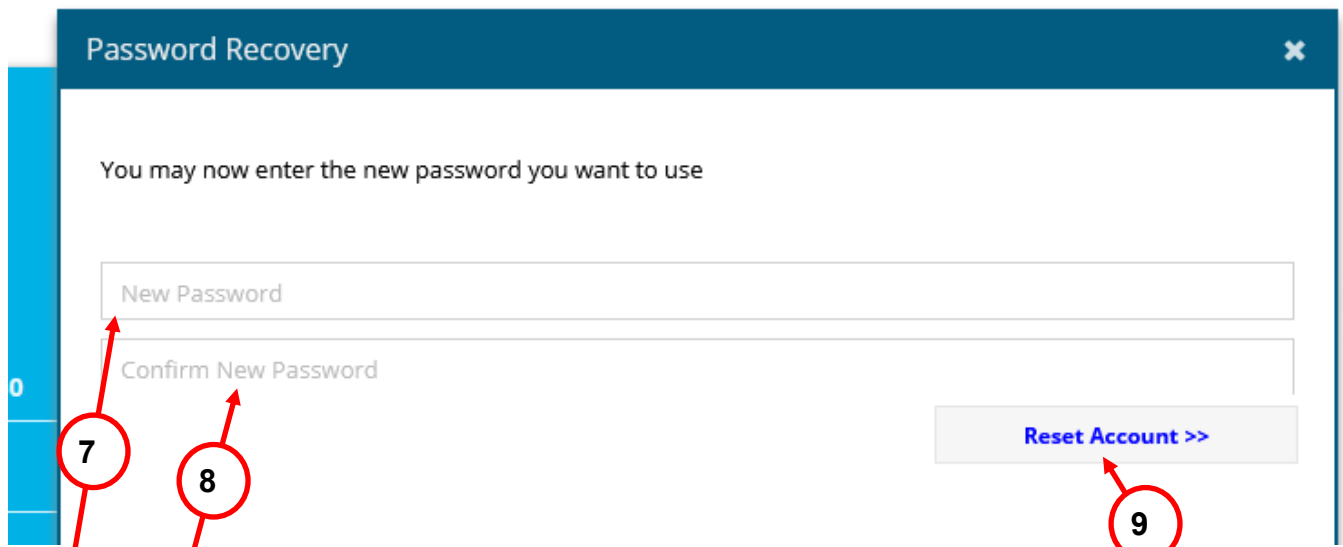 Password Recovery ✖
You may now enter the new password you want to use
New Password
Confirm New Password
0
Reset Account >>
7
8
9